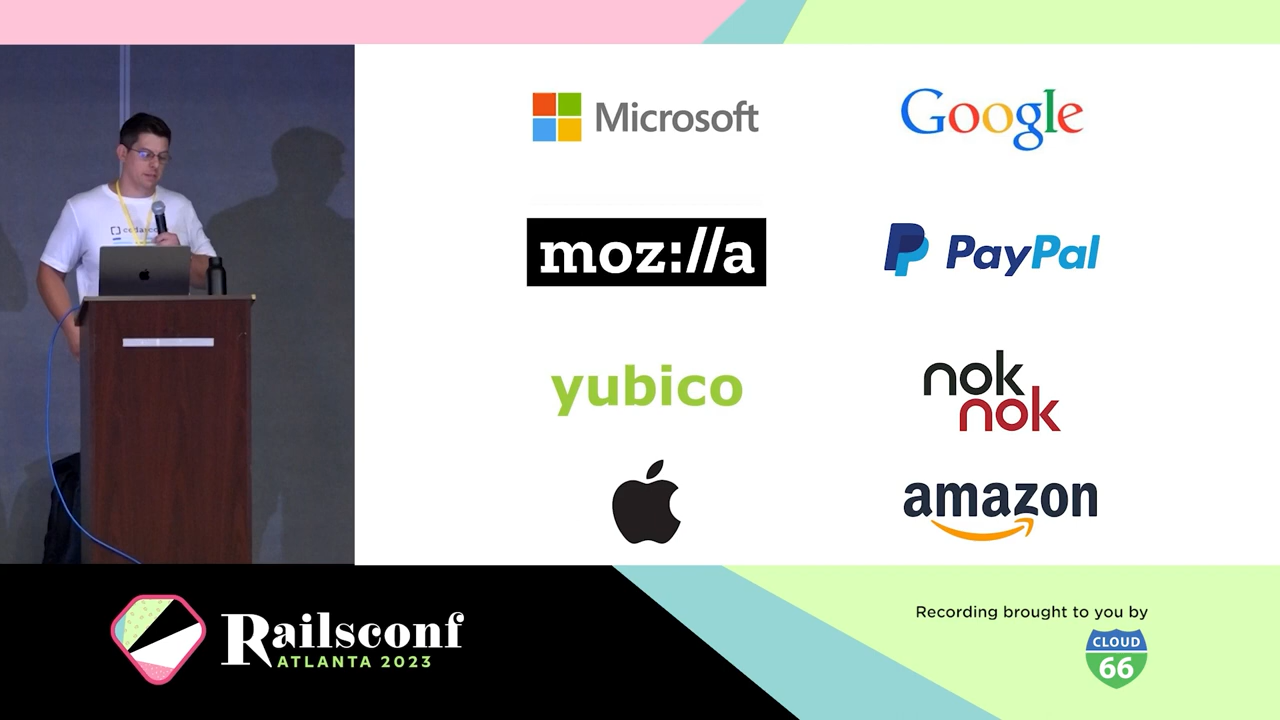 Microsoft
Google
moz://a
PayPal
yubico
nok
nok
amazon
Railsconf
ATLANTA 2023
Recording brought to you by
CLOUD
66